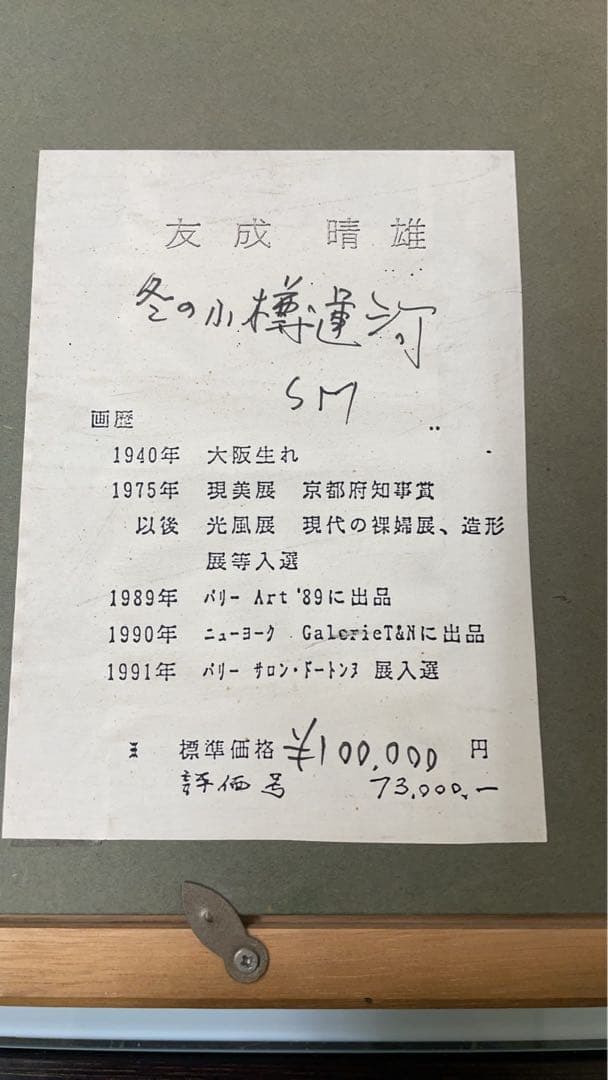 友成 晴雄
冬の小樽運河
SM
画歴
1940年 大阪生れ
1975年 現美展 京都府知事賞
以後 光風展 現代の裸婦展、造形
展等入選
1989年 パリー Art '89に出品
1990年 ニューヨーク GalerieT&Nに出品
1991年 パリー サロン・ドートンヌ 展入選
標準価格 ¥100,000 円
評価号 73,000.—